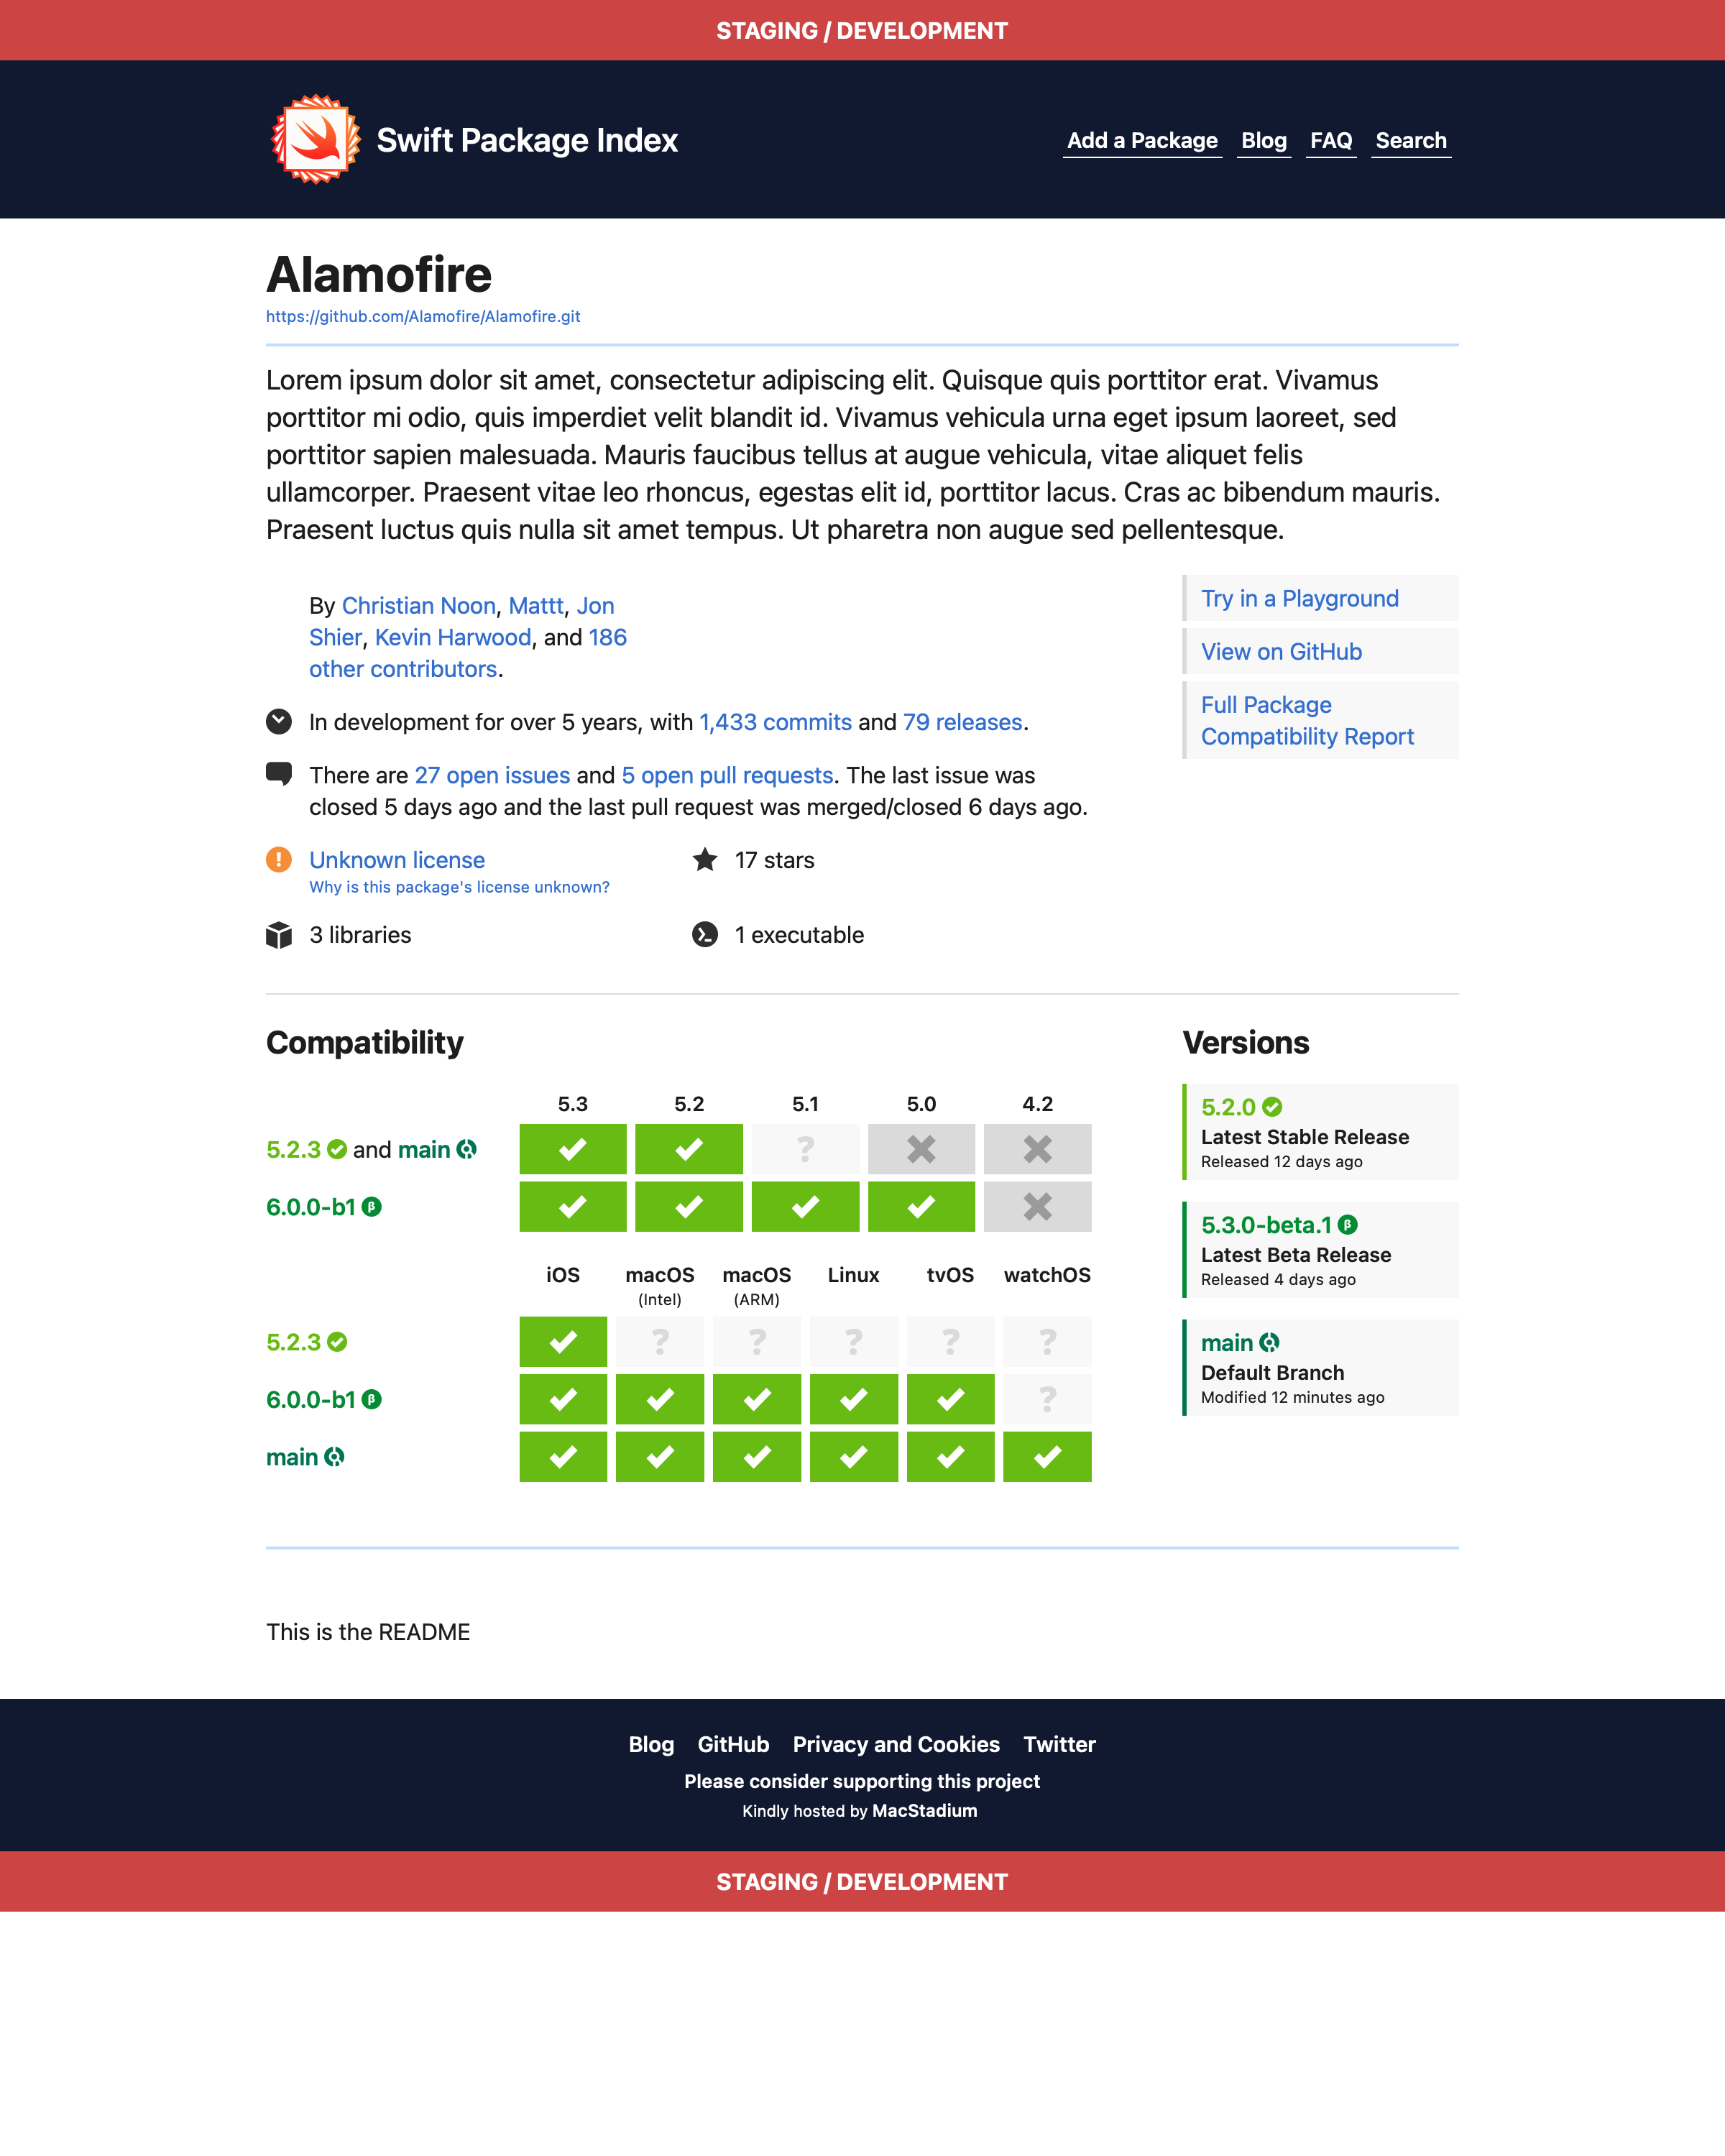 STAGING / DEVELOPMENT
Swift Package Index
Add a Package Blog FAQ Search
Alamofire
https://github.com/Alamofire/Alamofire.git
Lorem ipsum dolor sit amet, consectetur adipiscing elit. Quisque quis porttitor erat. Vivamus
porttitor mi odio, quis imperdiet velit blandit id. Vivamus vehicula urna eget ipsum laoreet, sed
porttitor sapien malesuada. Mauris faucibus tellus at augue vehicula, vitae aliquet felis
ullamcorper. Praesent vitae leo rhoncus, egestas elit id, porttitor lacus. Cras ac bibendum mauris.
Praesent luctus quis nulla sit amet tempus. Ut pharetra non augue sed pellentesque.
By Christian Noon, Mattt, Jon
Shier, Kevin Harwood, and 186
other contributors.
In development for over 5 years, with 1,433 commits and 79 releases.
There are 27 open issues and 5 open pull requests. The last issue was
closed 5 days ago and the last pull request was merged/closed 6 days ago.
Unknown license
Why is this package's license unknown?
17 stars
3 libraries
1 executable
Try in a Playground
View on GitHub
Full Package
Compatibility Report
Compatibility
5.3 5.2 5.1 5.0 4.2
5.2.3 and main ?
6.0.0-b1 β
iOS macOS macOS Linux tvOS watchOS
(Intel) (ARM)
5.2.3 ? ? ? ? ?
6.0.0-b1 β ?
main
Versions
5.2.0
Latest Stable Release
Released 12 days ago
5.3.0-beta.1 β
Latest Beta Release
Released 4 days ago
main
Default Branch
Modified 12 minutes ago
This is the README
Blog GitHub Privacy and Cookies Twitter
Please consider supporting this project
Kindly hosted by MacStadium
STAGING / DEVELOPMENT